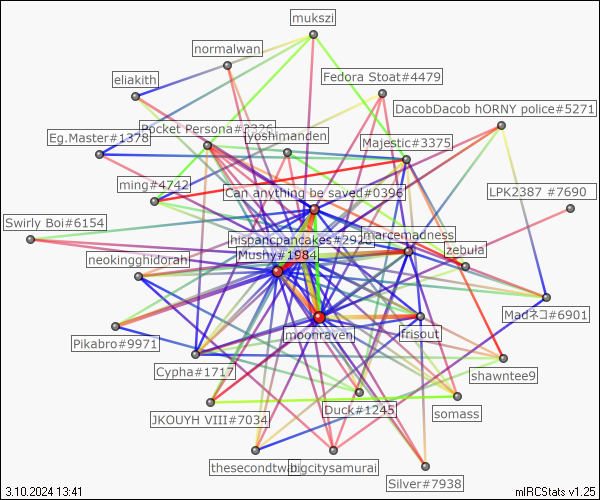 mukszi
normalwan
Fedora Stoat#4479
eliakith
DacobDacob hORNY police#5271
Eg.Master#1378
Pocket Persona#3326
yoshimanden
Majestic#3375
ming#4742
Can anything be saved#0396
LPK2387 #7690
Swirly Boi#6154
hispancpancakes#2923
marcemadness
neokingghidorah
Mushy#1984
zebula
Madネコ#6901
moonraven
frisout
Pikabro#9971
Cypha#1717
shawntee9
JKOUYH VIII#7034
Duck#1245
somass
thesecondtwin
bigcitysamurai
Silver#7938
3.10.2024 13:41
mIRCStats v1.25